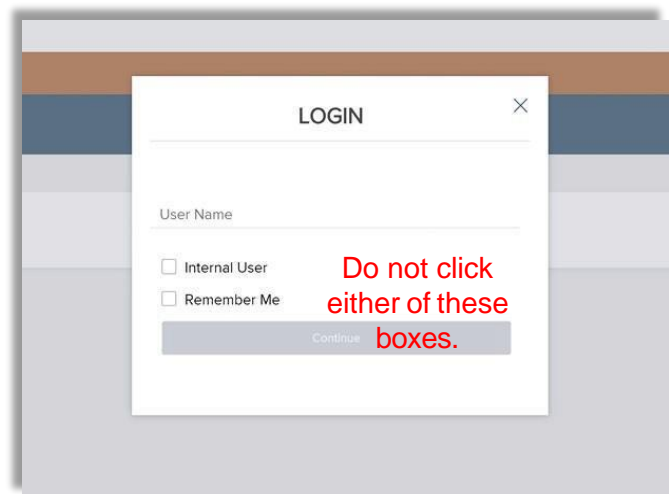 LOGIN
User Name
Internal User
Remember Me
Do not click
either of these
boxes.
Continue